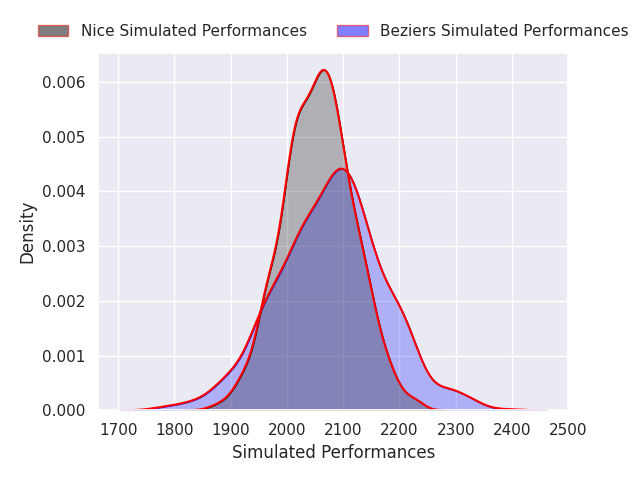 Nice Simulated Performances
Beziers Simulated Performances
0.006
0.005
0.004
0.003
0.002
0.001
0.000
Density
1700 1800 1900 2000 2100 2200 2300 2400 2500
Simulated Performances